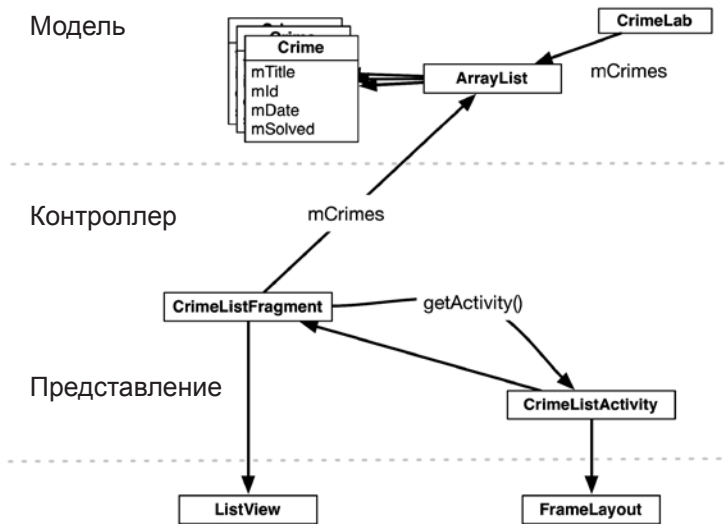 Модель
CrimeLab
Crime
mTitle
mId
mDate
mSolved
ArrayList
mCrimes
Контроллер
mCrimes
CrimeListFragment
getActivity()
Представление
CrimeListActivity
ListView
FrameLayout